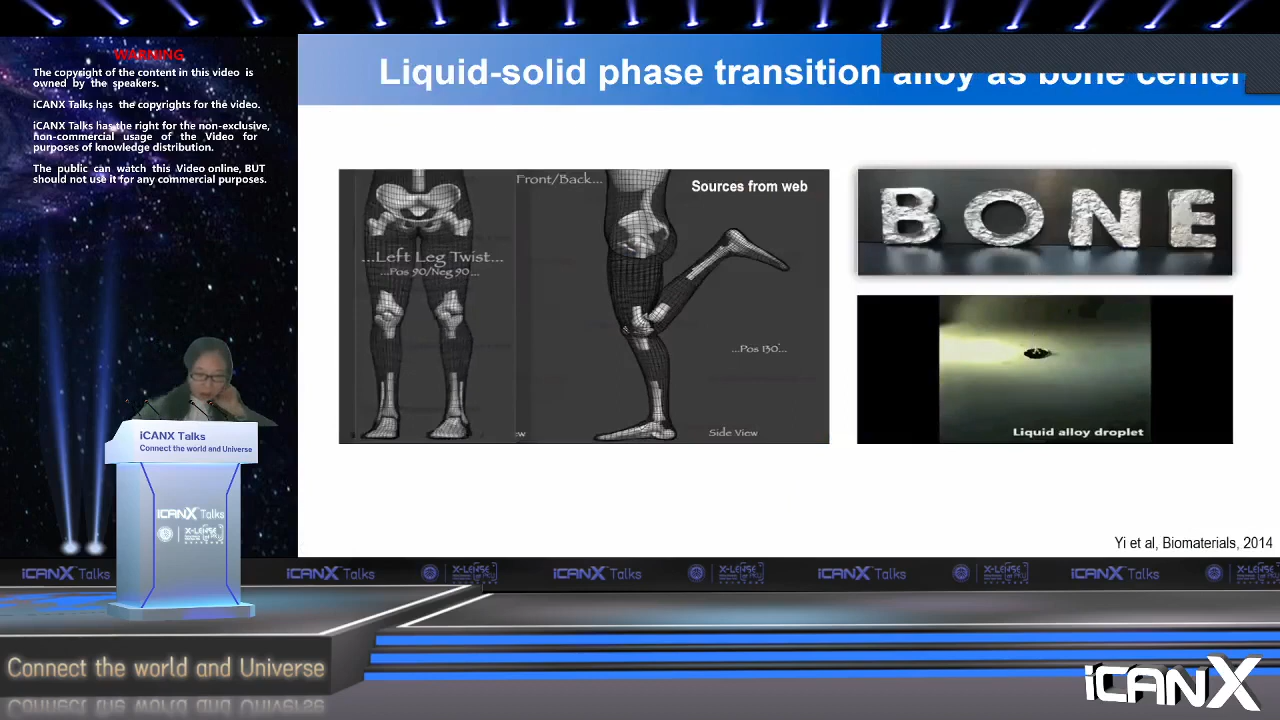 WARNING
The copyright of the content in this video is
owned by the speakers.
iCANX Talks has the copyrights for the video.
iCANX Talks has the right for the non-exclusive,
non-commercial usage of the Video for
purposes of knowledge distribution.
The public can watch this Video online, BUT
should not use it for any commercial purposes.
Liquid-solid phase transition alloy as bone cemer
Front/Back...
Sources from web
...Left Leg Twist...
...Pos 90/Neg 90...
...Pos 130...
Side View
BONE
Liquid alloy droplet
Yi et al, Biomaterials, 2014
iCANX Talks
Connect the world and Universe
iCANX Talks
X-LENSE
iCANX Talks
iCANX Talks
iCANX Talks
iCANX Talks
iCANX Talks
Connect the world and Universe
iCANX